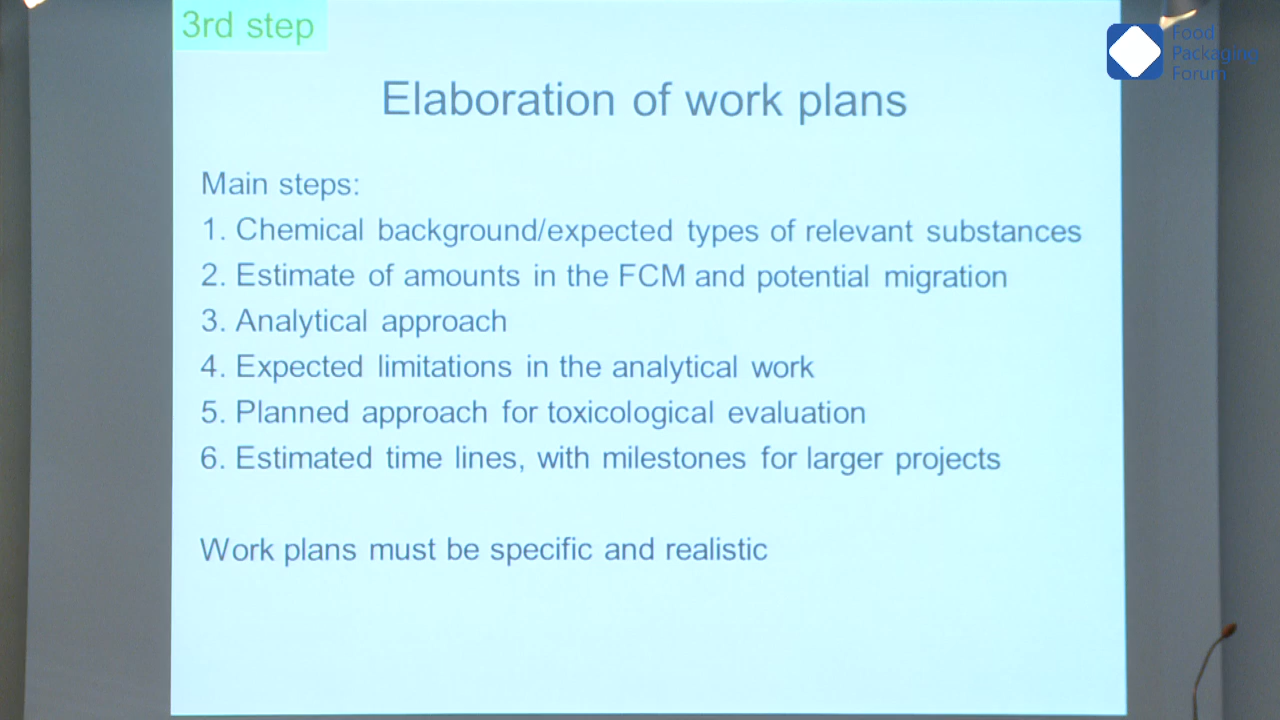 3rd step
Food
Packaging
Forum
Elaboration of work plans
Main steps:
1. Chemical background/expected types of relevant substances
2. Estimate of amounts in the FCM and potential migration
3. Analytical approach
4. Expected limitations in the analytical work
5. Planned approach for toxicological evaluation
6. Estimated time lines, with milestones for larger projects
Work plans must be specific and realistic